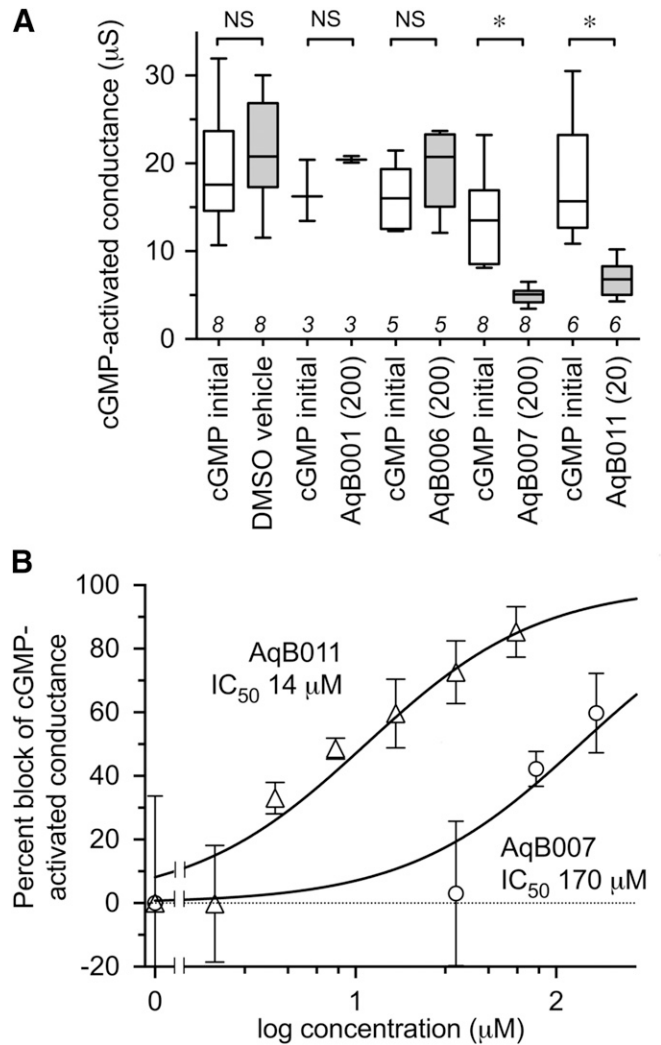 A
NS NS NS * *
cGMP-activated conductance (µS)
30
20
10
0
8 8 3 3 5 5 8 8 6 6
cGMP initial
DMSO vehicle
cGMP initial
AqB001 (200)
cGMP initial
AqB006 (200)
cGMP initial
AqB007 (200)
cGMP initial
AqB011 (20)
B
Percent block of cGMP-
activated conductance
100
80
60
40
20
0
-20
AqB011
IC50 14 µM
AqB007
IC50 170 µM
0 1 2
log concentration (µM)